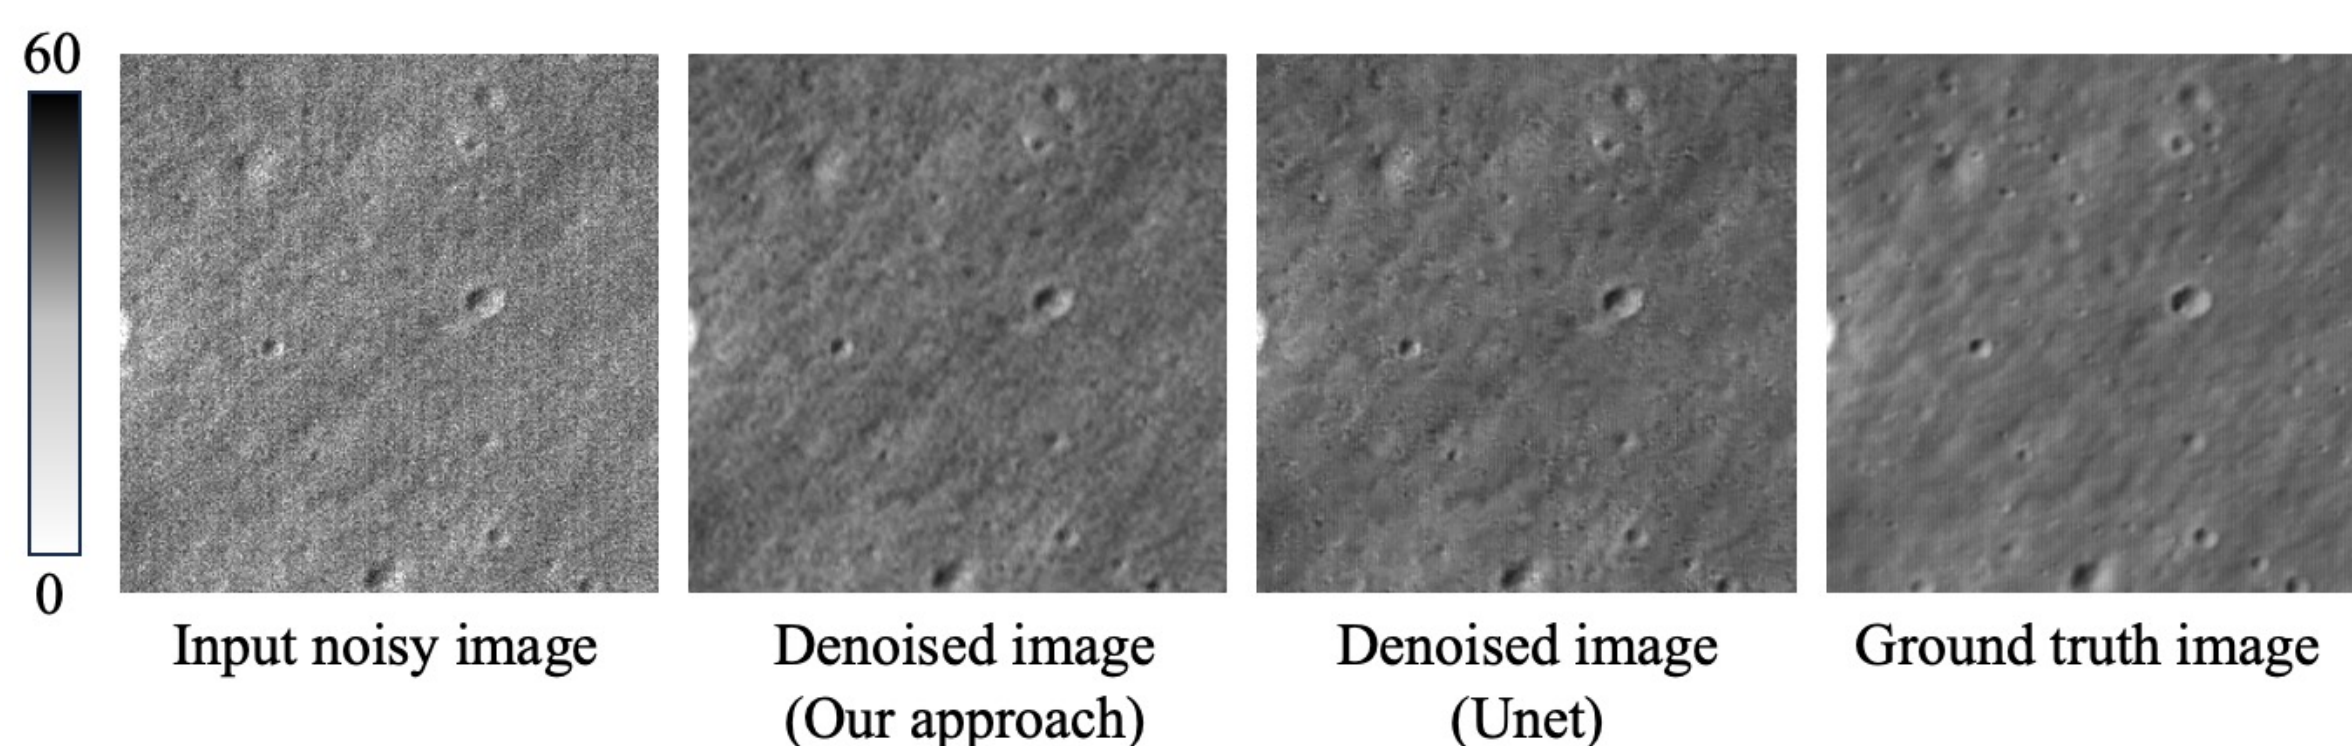 60
0
Input noisy image
Denoised image
(Our approach)
Denoised image
(Unet)
Ground truth image